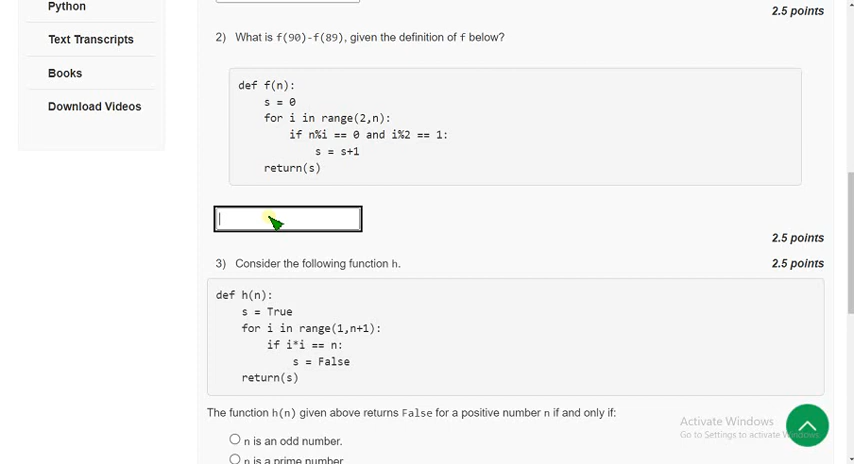 Python
2.5 points
Text Transcripts
2) What is f(90)-f(89), given the definition of f below?
Books
def f(n):
    s = 0
Download Videos
    for i in range(2,n):
        if n%i == 0 and i%2 == 1:
            s = s+1
    return(s)
2.5 points
3) Consider the following function h.
2.5 points
def h(n):
    s = True
    for i in range(1,n+1):
        if i*i == n:
            s = False
    return(s)
The function h(n) given above returns False for a positive number n if and only if:
Activate Windows
Go to Settings to activate Windows.
n is an odd number.
n is a prime number